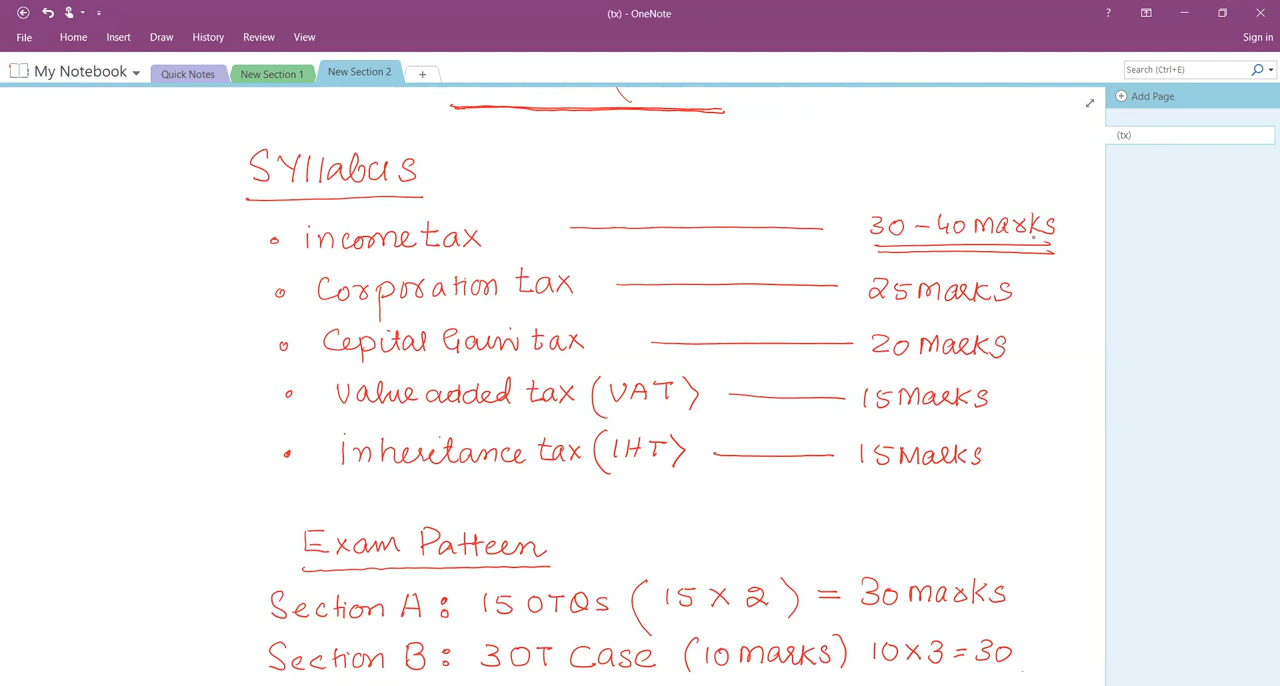 (tx) - OneNote
File Home Insert Draw History Review View Sign in
My Notebook Quick Notes New Section 1 New Section 2 Search (Ctrl+E)
Add Page
(tx)
Syllabus
• income tax — 30 - 40 marks
• Corporation tax — 25 marks
• Cepital Gain tax — 20 Marks
• Value added tax (VAT) — 15 Marks
• inheritance tax (IHT) — 15 Marks
Exam Pattern
Section A : 15 OTQs (15 X 2) = 30 marks
Section B : 3 OT Case (10 marks) 10 x 3 = 30